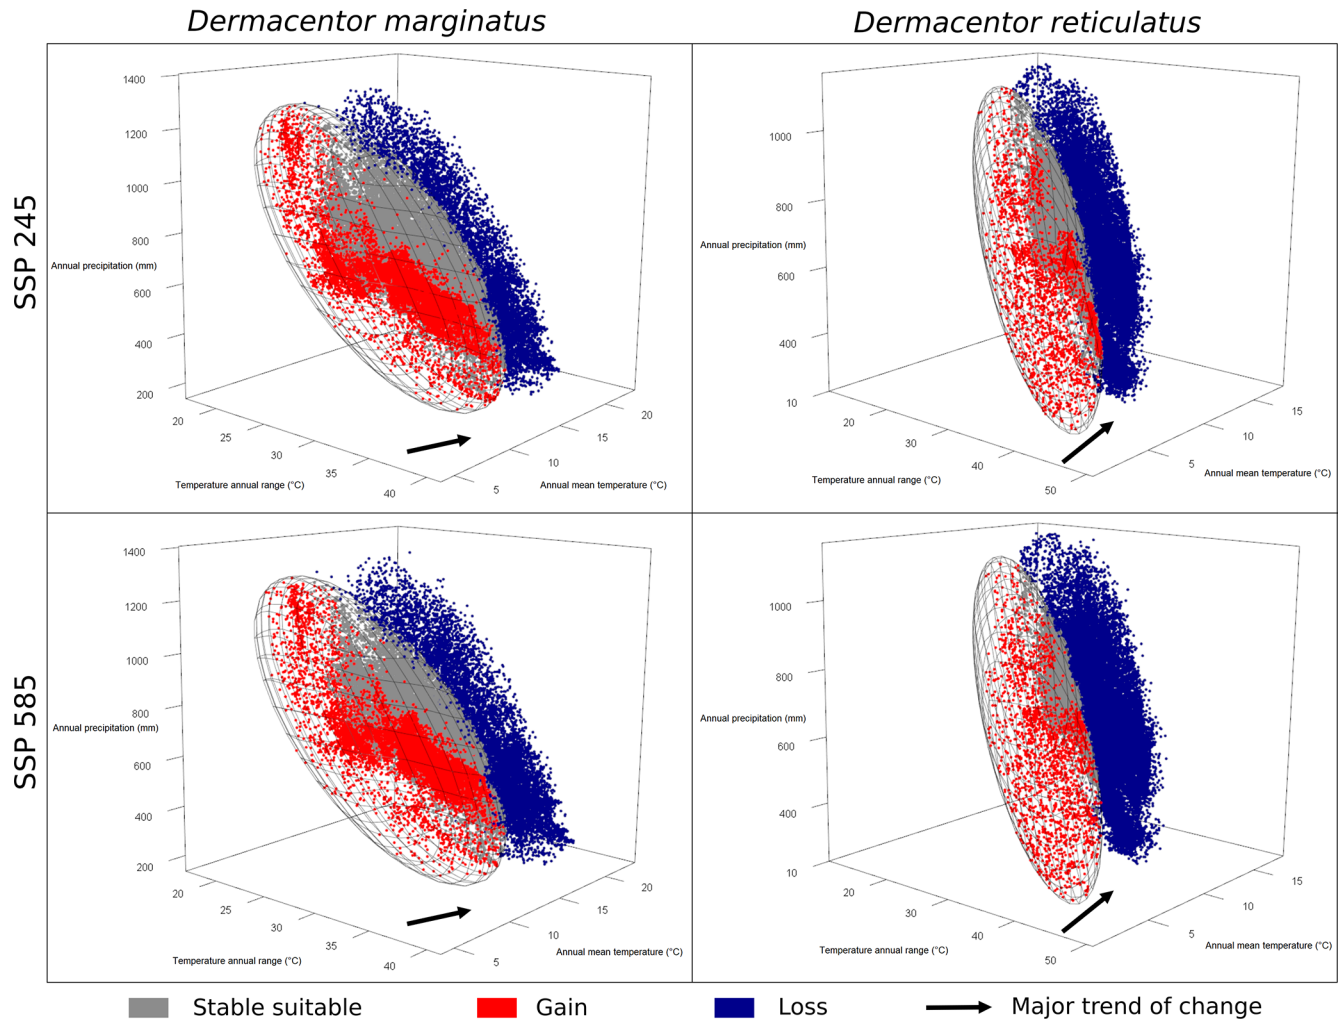 Dermacentor marginatus
Dermacentor reticulatus
SSP 245
1400
1200
1000
800
Annual precipitation (mm)
600
400
200
20
25
30
35
40
Temperature annual range (°C)
5
10
15
20
Annual mean temperature (°C)
1000
800
Annual precipitation (mm)
600
400
10
20
30
40
50
Temperature annual range (°C)
5
10
15
Annual mean temperature (°C)
SSP 585
1400
1200
1000
800
Annual precipitation (mm)
600
400
200
20
25
30
35
40
Temperature annual range (°C)
5
10
15
20
Annual mean temperature (°C)
1000
800
Annual precipitation (mm)
600
400
10
20
30
40
50
Temperature annual range (°C)
5
10
15
Annual mean temperature (°C)
Stable suitable
Gain
Loss
Major trend of change